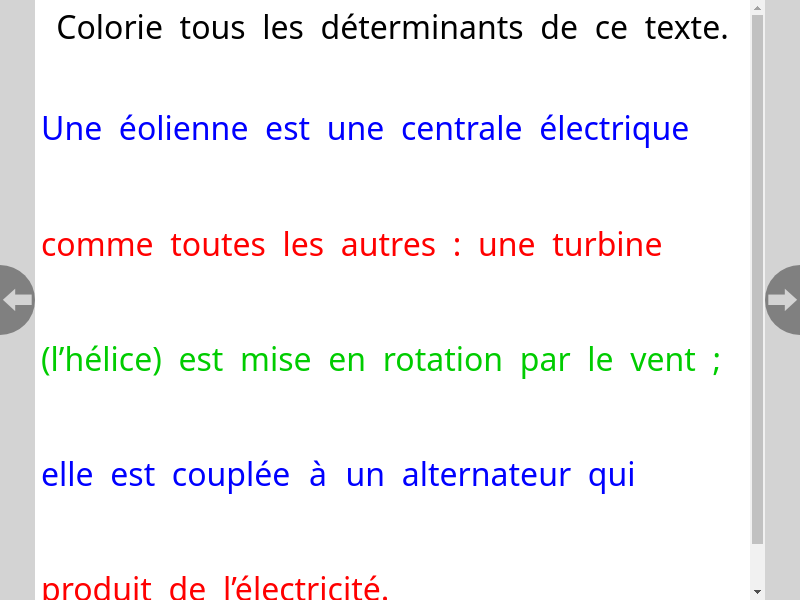 Colorie tous les déterminants de ce texte.
Une éolienne est une centrale électrique
comme toutes les autres : une turbine
(l’hélice) est mise en rotation par le vent ;
elle est couplée à un alternateur qui
produit de l’électricité.